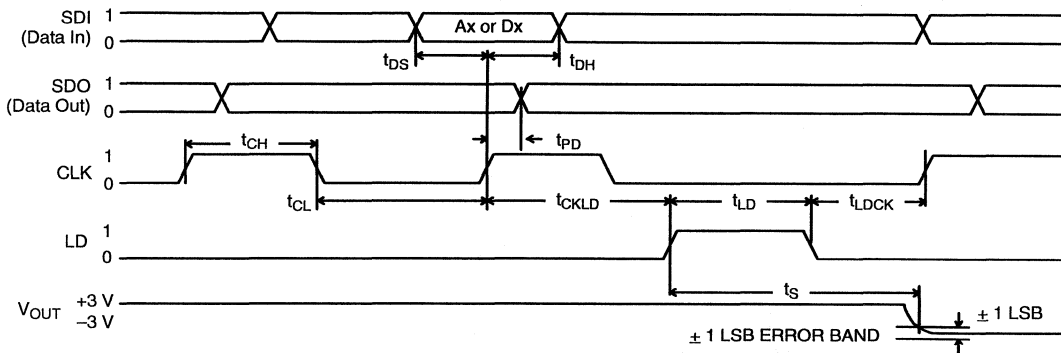 SDI 1
(Data In) 0
Ax or Dx
tDS tDH
SDO 1
(Data Out) 0
tCH tPD
CLK 1
0
tCL tCKLD tLD tLDCK
LD 1
0
tS
VOUT +3 V
−3 V
± 1 LSB
± 1 LSB ERROR BAND